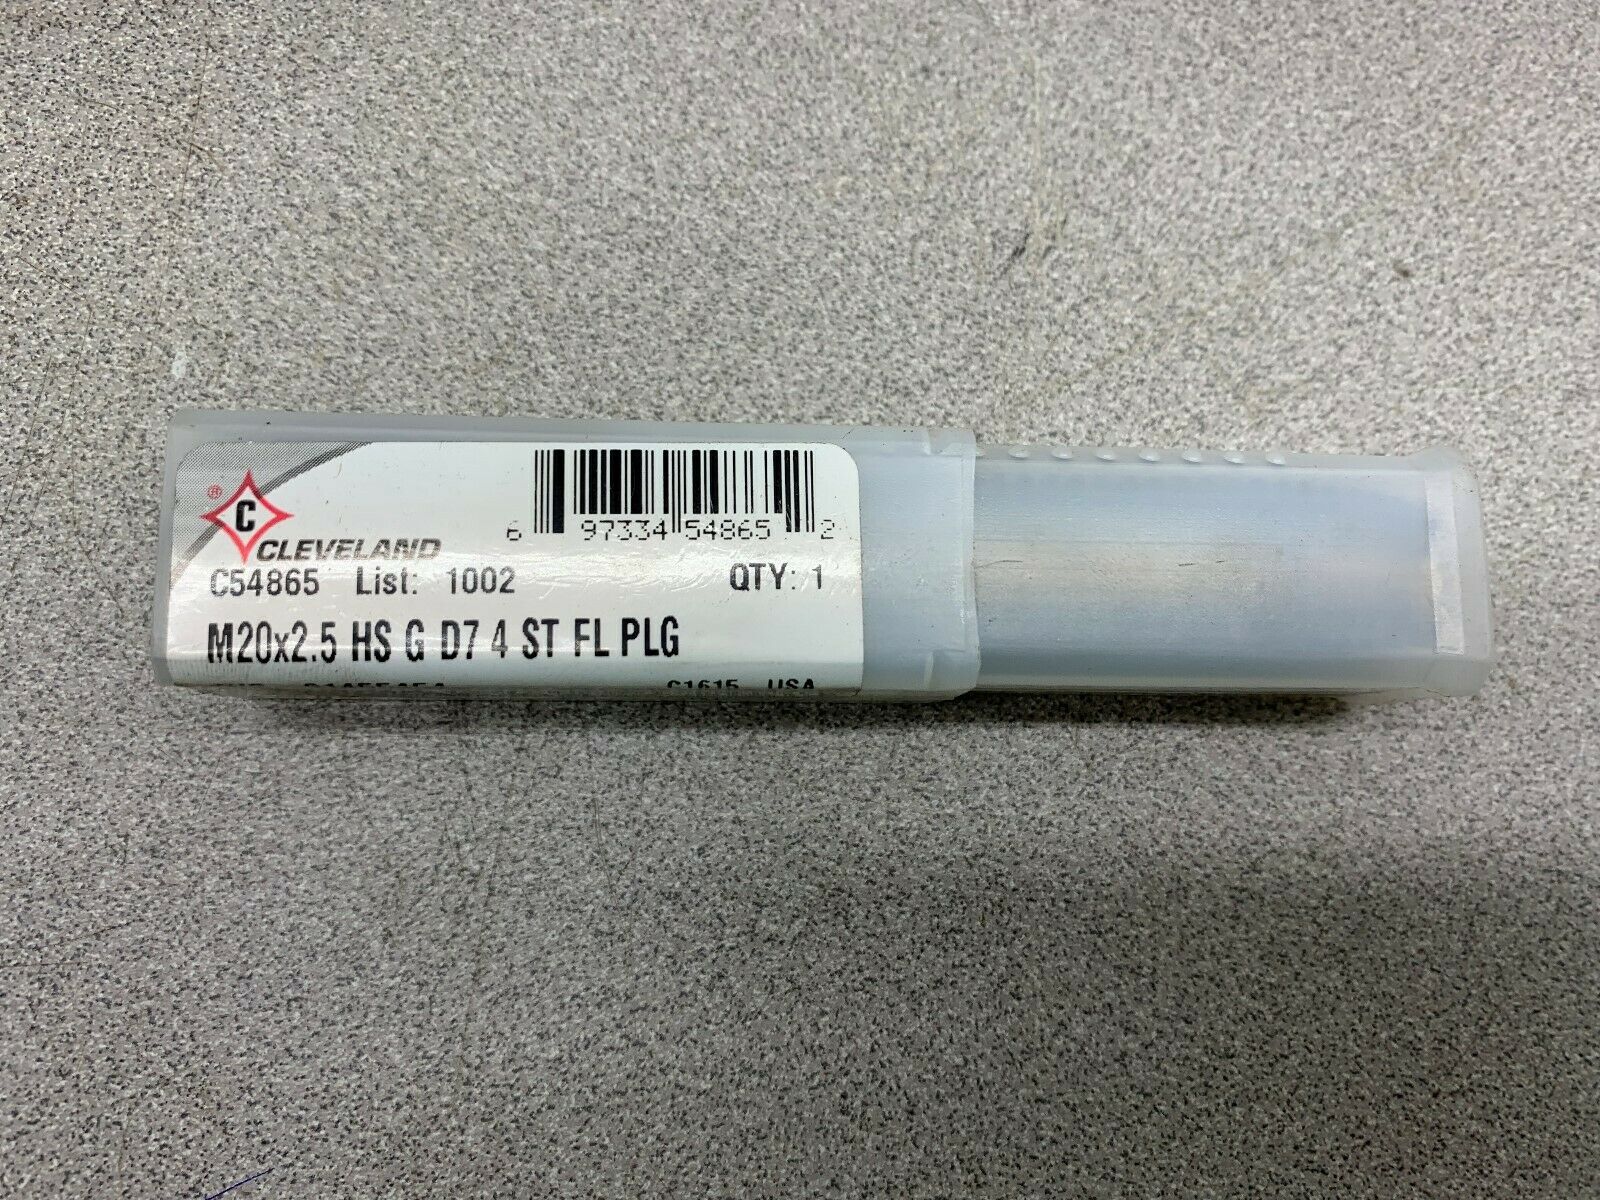 ® C CLEVELAND
6 97334 54865 2
C54865 List: 1002 QTY: 1
M20x2.5 HS G D7 4 ST FL PLG
C1615 USA